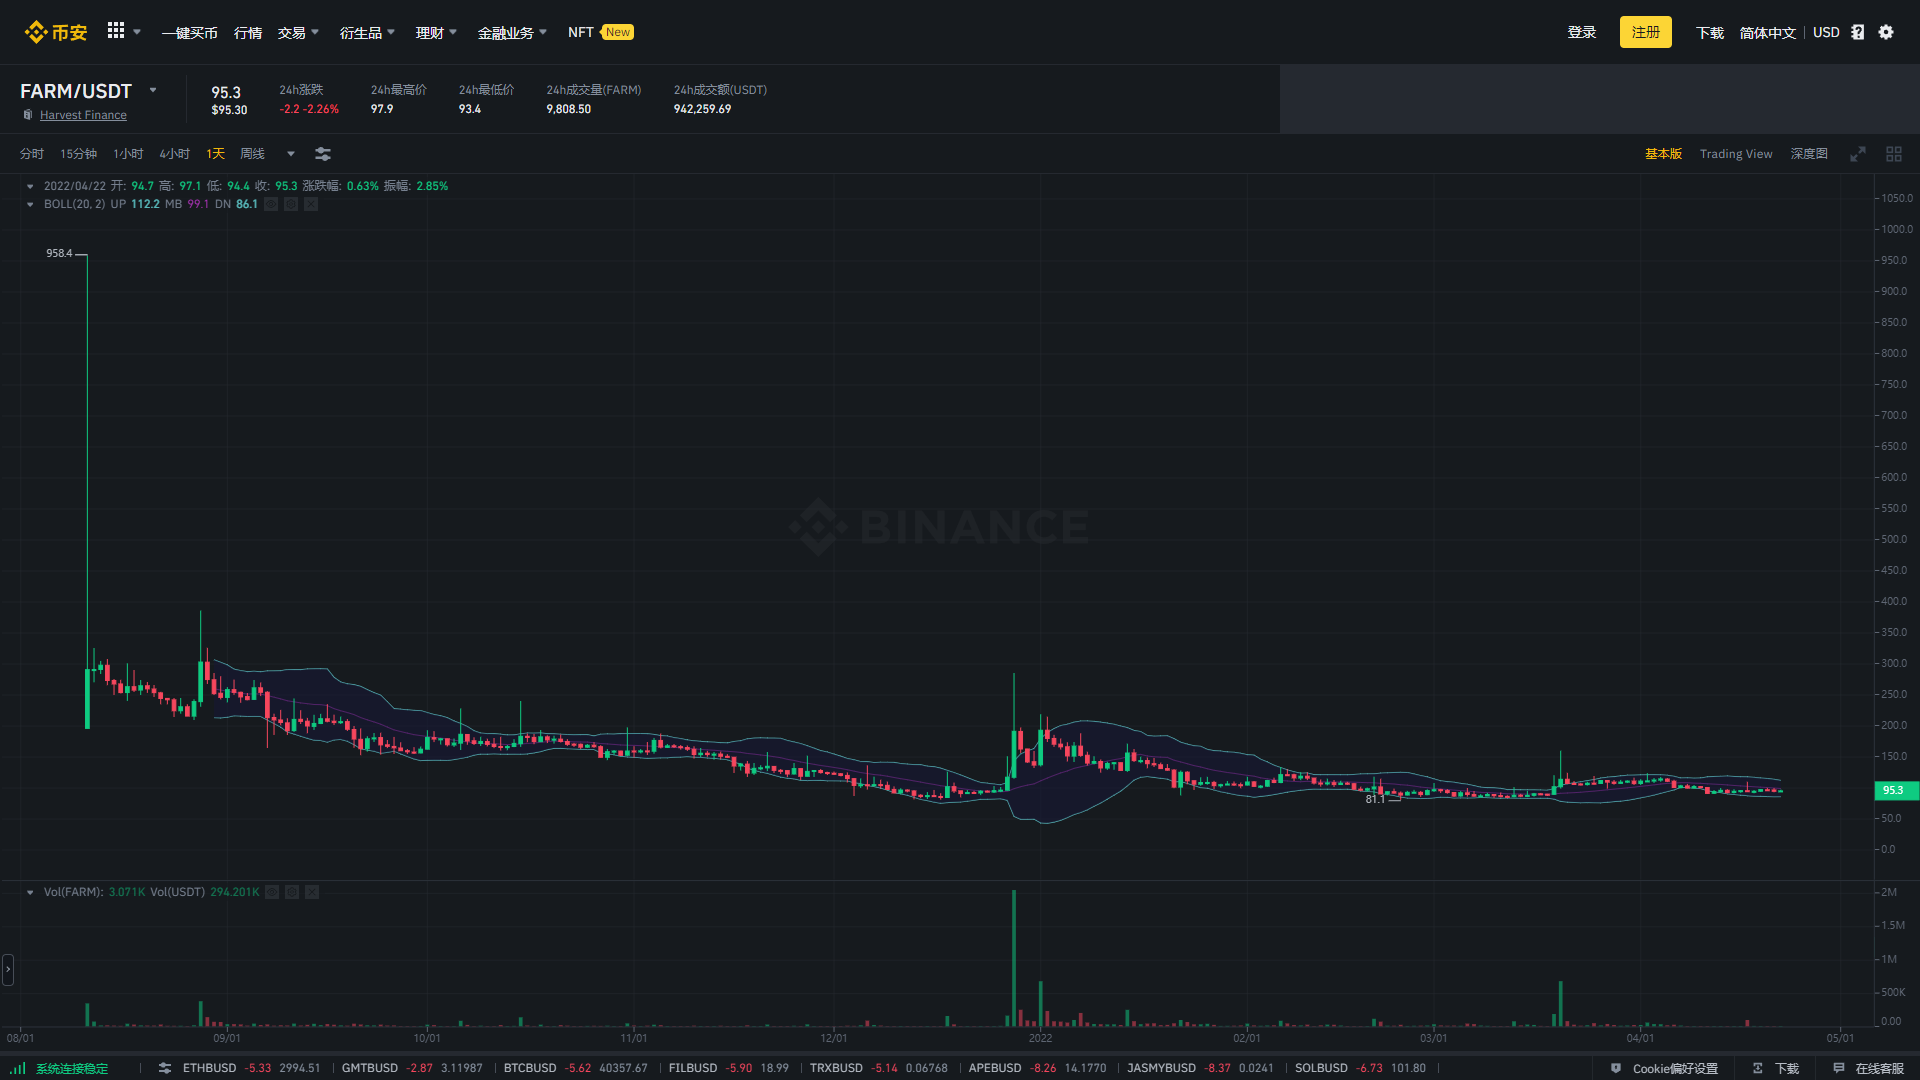 币安 一键买币 行情 交易 衍生品 理财 金融业务 NFT New 登录 注册 下载 简体中文 USD
FARM/USDT
Harvest Finance
95.3
$95.30
24h涨跌
-2.2 -2.26%
24h最高价
97.9
24h最低价
93.4
24h成交量(FARM)
9,808.50
24h成交额(USDT)
942,259.69
分时 15分钟 1小时 4小时 1天 周线 基本版 Trading View 深度图
2022/04/22 开: 94.7 高: 97.1 低: 94.4 收: 95.3 涨跌幅: 0.63% 振幅: 2.85%
BOLL(20, 2) UP 112.2 MB 99.1 DN 86.1
958.4
81.1
BINANCE
1050.0
1000.0
950.0
900.0
850.0
800.0
750.0
700.0
650.0
600.0
550.0
500.0
450.0
400.0
350.0
300.0
250.0
200.0
150.0
95.3
50.0
0.0
Vol(FARM): 3.071K Vol(USDT) 294.201K
2M
1.5M
1M
500K
0.00
08/01 09/01 10/01 11/01 12/01 2022 02/01 03/01 04/01 05/01
系统连接稳定 ETHBUSD -5.33 2994.51 GMTBUSD -2.87 3.11987 BTCBUSD -5.62 40357.67 FILBUSD -5.90 18.99 TRXBUSD -5.14 0.06768 APEBUSD -8.26 14.1770 JASMYBUSD -8.37 0.0241 SOLBUSD -6.73 101.80 Cookie偏好设置 下载 在线客服